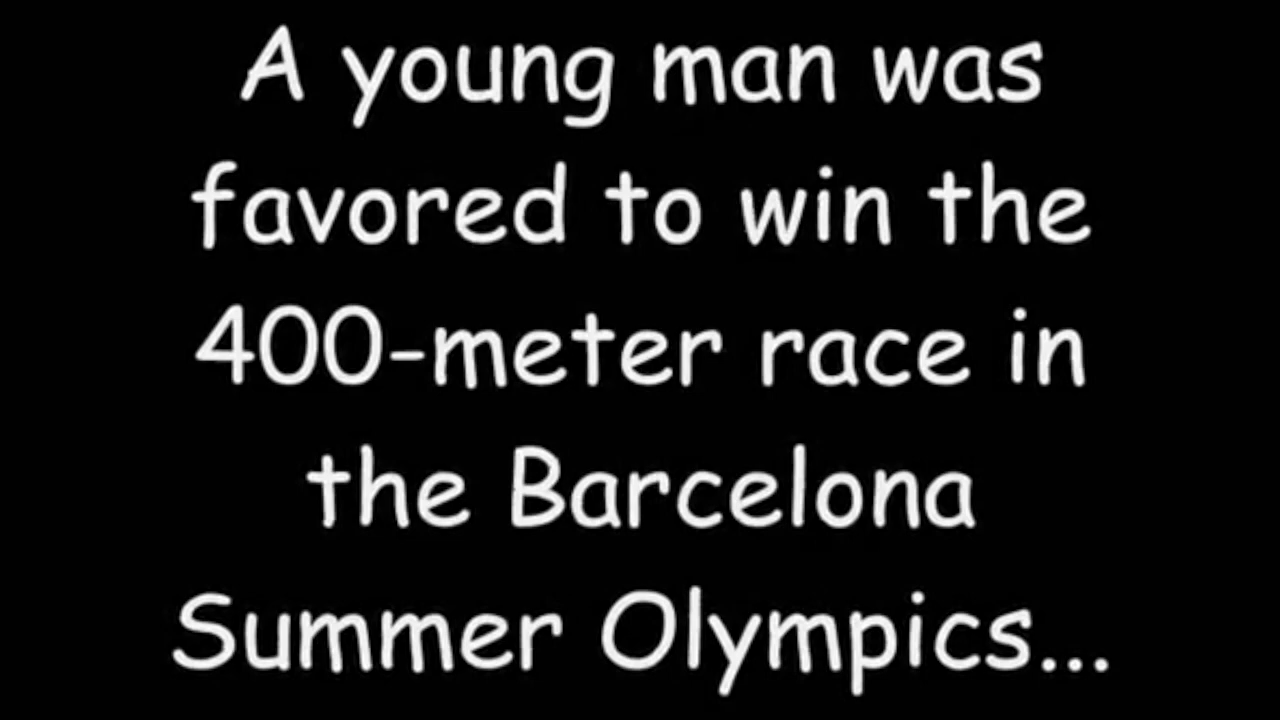 A young man was
favored to win the
400-meter race in
the Barcelona
Summer Olympics...